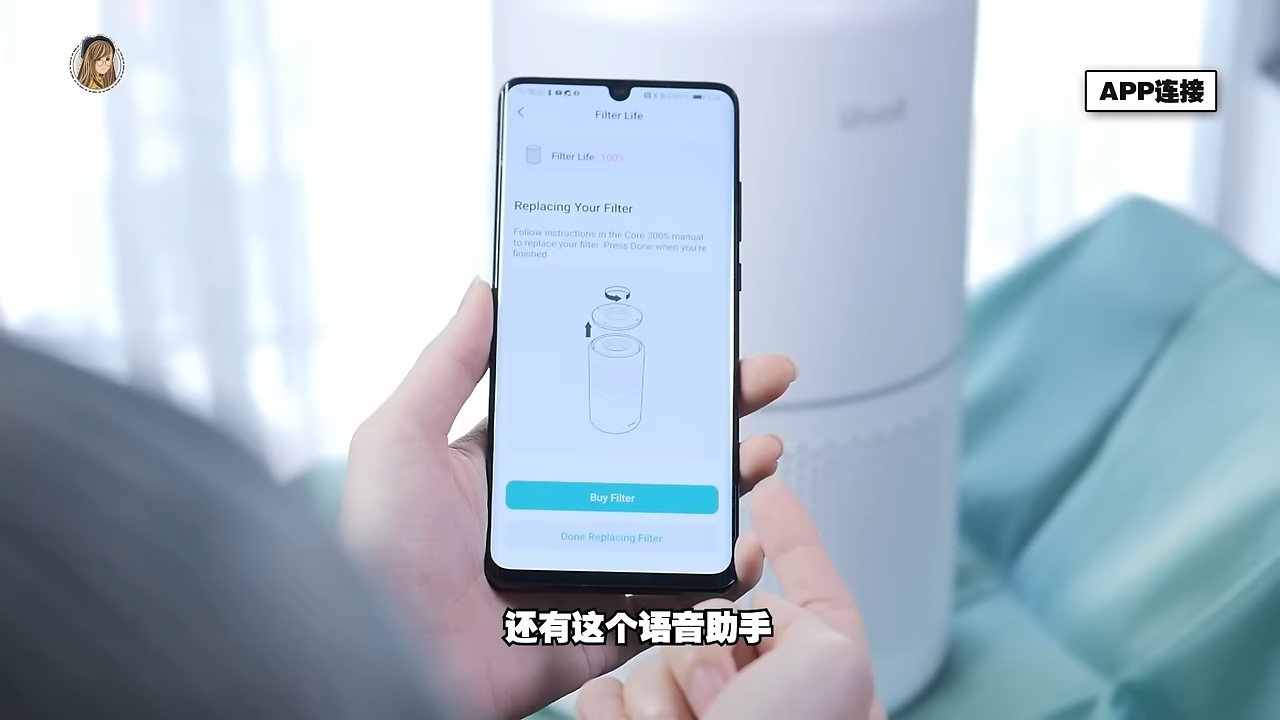 APP连接
Filter Life
Filter Life: 100%
Replacing Your Filter
Follow instructions in the Core 300S manual
to replace your filter. Press Done when you're
finished
Buy Filter
Done Replacing Filter
还有这个语音助手